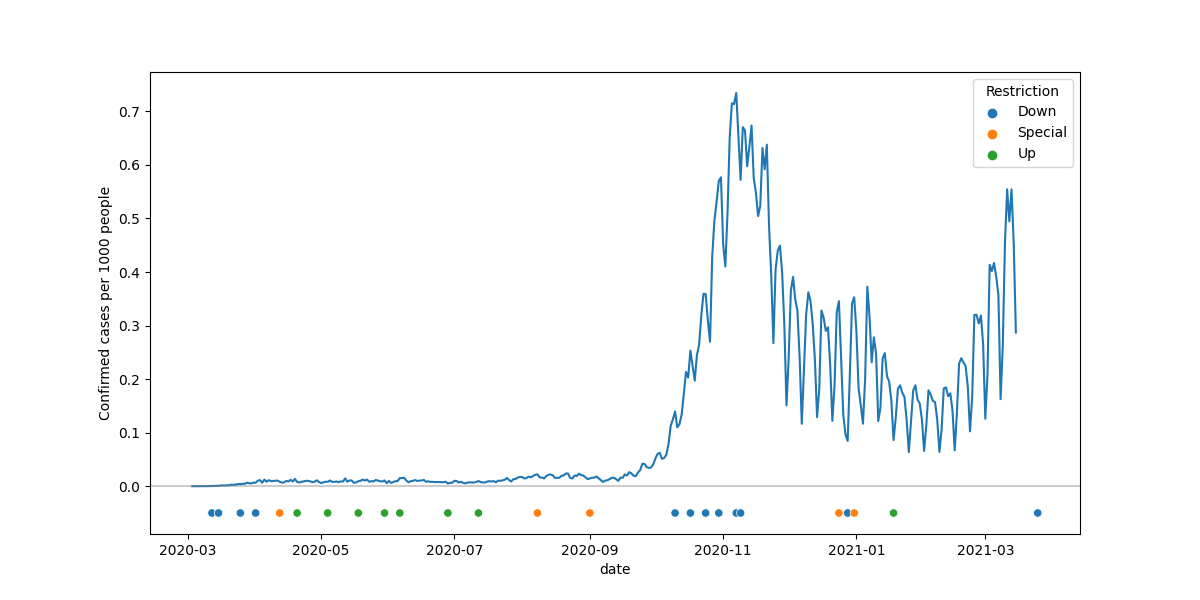 Restriction
Down
Special
Up
Confirmed cases per 1000 people
0.7
0.6
0.5
0.4
0.3
0.2
0.1
0.0
2020-03 2020-05 2020-07 2020-09 2020-11 2021-01 2021-03
date